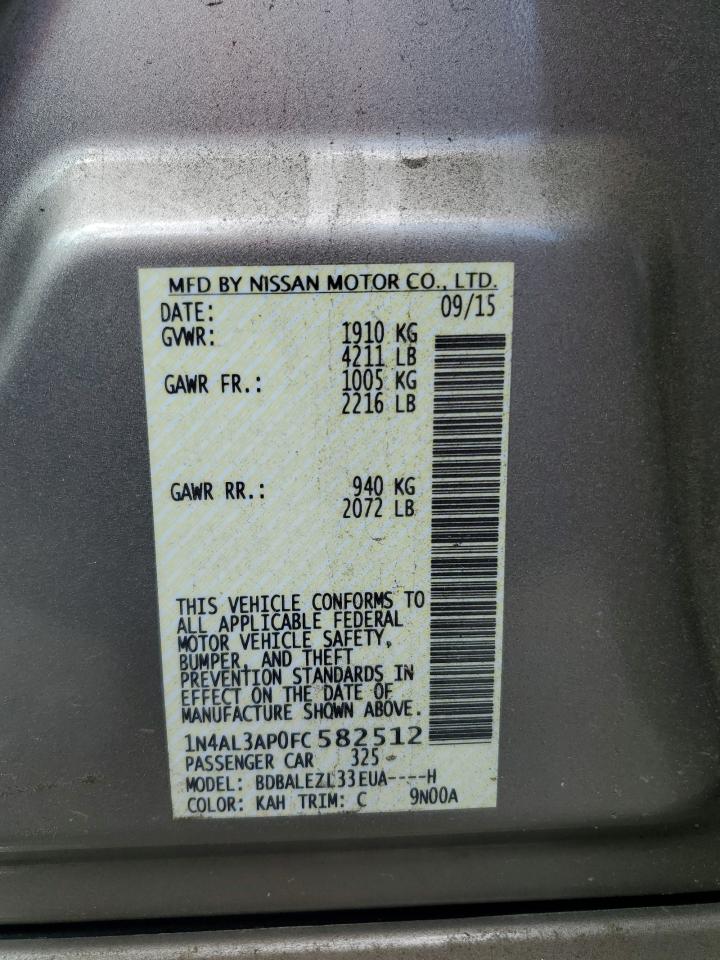 MFD BY NISSAN MOTOR CO., LTD.
DATE: 09/15
GVWR: 1910 KG
4211 LB
GAWR FR.: 1005 KG
2216 LB
GAWR RR.: 940 KG
2072 LB
THIS VEHICLE CONFORMS TO
ALL APPLICABLE FEDERAL
MOTOR VEHICLE SAFETY,
BUMPER, AND THEFT
PREVENTION STANDARDS IN
EFFECT ON THE DATE OF
MANUFACTURE SHOWN ABOVE.
1N4AL3AP0FC582512
PASSENGER CAR 325
MODEL: BDBALEZL33EUA----H
COLOR: KAH TRIM: C 9N00A